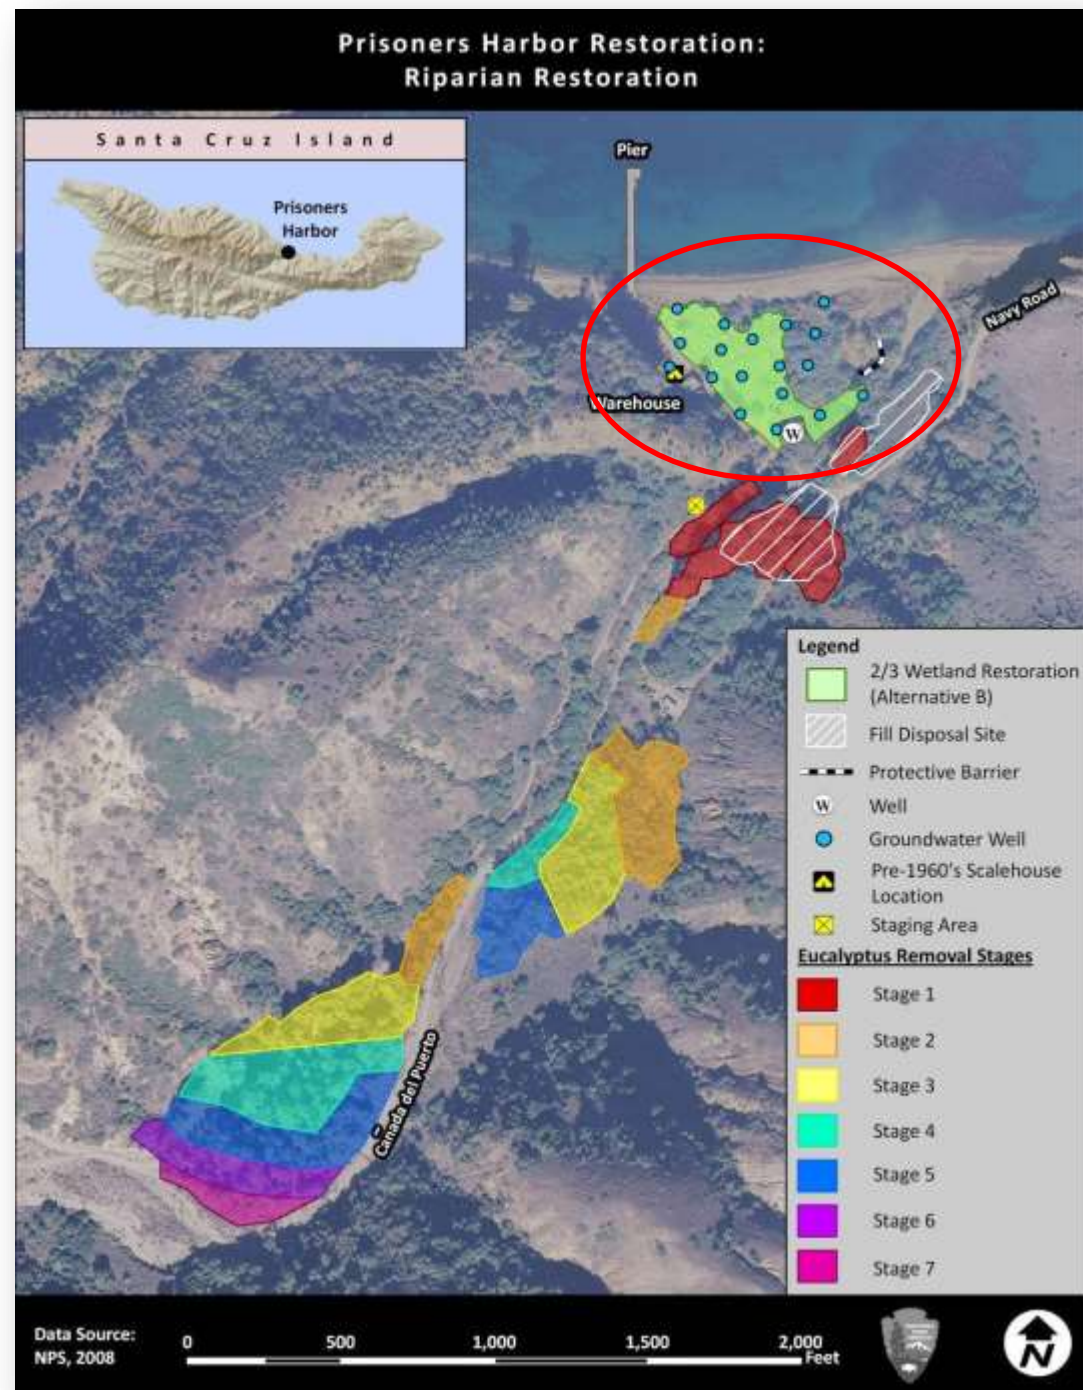 Prisoners Harbor Restoration:
Riparian Restoration
Santa Cruz Island
Prisoners
Harbor
Pier
Navy Road
Warehouse
W
Canada del Puerto
Legend
2/3 Wetland Restoration
(Alternative B)
Fill Disposal Site
Protective Barrier
W Well
Groundwater Well
Pre-1960's Scalehouse
Location
Staging Area
Eucalyptus Removal Stages
Stage 1
Stage 2
Stage 3
Stage 4
Stage 5
Stage 6
Stage 7
Data Source:
NPS, 2008
0 500 1,000 1,500 2,000
Feet
N